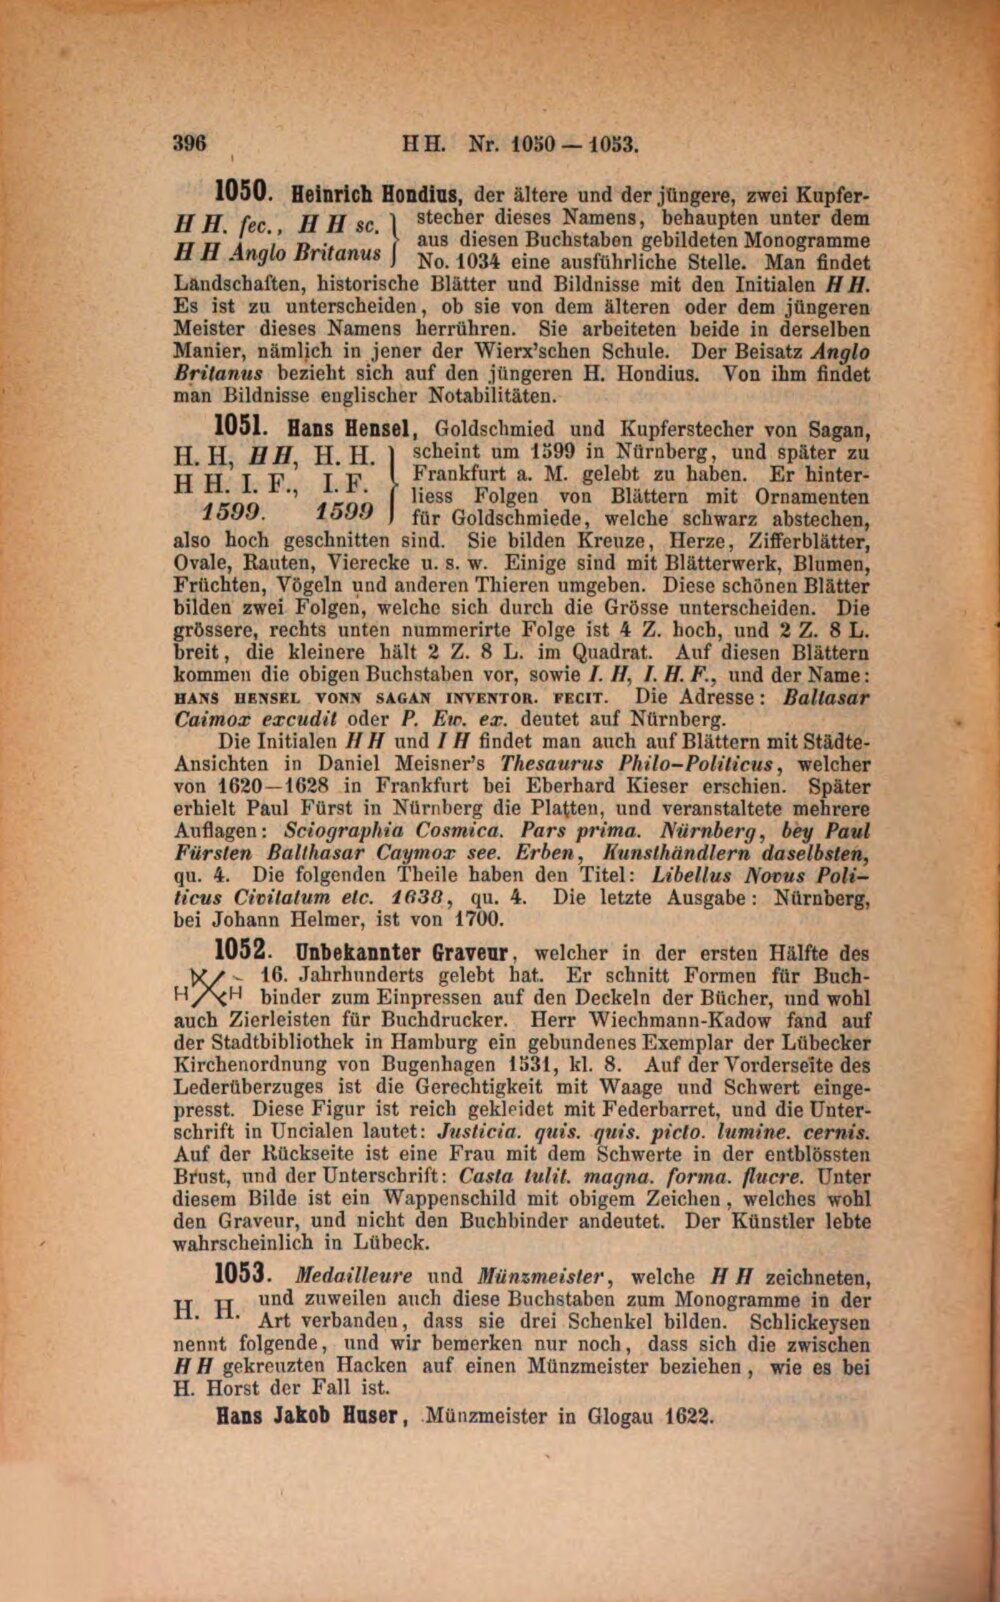 396
HH. Nr. 1050 — 1053.
1050. Heinrich Hondius, der ältere und der jüngere, zwei Kupfer-
H H. fec., H H sc.
H H Anglo Britanus
stecher dieses Namens, behaupten unter dem
aus diesen Buchstaben gebildeten Monogramme
No. 1034 eine ausführliche Stelle. Man findet
Landschaften, historische Blätter und Bildnisse mit den Initialen H H.
Es ist zu unterscheiden, ob sie von dem älteren oder dem jüngeren
Meister dieses Namens herrühren. Sie arbeiteten beide in derselben
Manier, nämlich in jener der Wierx'schen Schule. Der Beisatz Anglo
Britanus bezieht sich auf den jüngeren H. Hondius. Von ihm findet
man Bildnisse englischer Notabilitäten.
1051. Hans Hensel, Goldschmied und Kupferstecher von Sagan,
H. H, HH, H. H.
H H. I. F., I. F.
1599. 1599
scheint um 1599 in Nürnberg, und später zu
Frankfurt a. M. gelebt zu haben. Er hinter-
liess Folgen von Blättern mit Ornamenten
für Goldschmiede, welche schwarz abstechen,
also hoch geschnitten sind. Sie bilden Kreuze, Herze, Zifferblätter,
Ovale, Rauten, Vierecke u. s. w. Einige sind mit Blätterwerk, Blumen,
Früchten, Vögeln und anderen Thieren umgeben. Diese schönen Blätter
bilden zwei Folgen, welche sich durch die Grösse unterscheiden. Die
grössere, rechts unten nummerirte Folge ist 4 Z. hoch, und 2 Z. 8 L.
breit, die kleinere hält 2 Z. 8 L. im Quadrat. Auf diesen Blättern
kommen die obigen Buchstaben vor, sowie I. H, I. H. F., und der Name:
HANS HENSEL VONN SAGAN INVENTOR. FECIT. Die Adresse: Baltasar
Caimox excudit oder P. Ew. ex. deutet auf Nürnberg.
Die Initialen H H und I H findet man auch auf Blättern mit Städte-
Ansichten in Daniel Meisner's Thesaurus Philo-Politicus, welcher
von 1620—1628 in Frankfurt bei Eberhard Kieser erschien. Später
erhielt Paul Fürst in Nürnberg die Platten, und veranstaltete mehrere
Auflagen: Sciographia Cosmica. Pars prima. Nürnberg, bey Paul
Fürsten Balthasar Caymox see. Erben, Kunsthändlern daselbsten,
qu. 4. Die folgenden Theile haben den Titel: Libellus Novus Poli-
ticus Civitatum etc. 1638, qu. 4. Die letzte Ausgabe: Nürnberg,
bei Johann Helmer, ist von 1700.
1052. Unbekannter Graveur, welcher in der ersten Hälfte des
H H
16. Jahrhunderts gelebt hat. Er schnitt Formen für Buch-
binder zum Einpressen auf den Deckeln der Bücher, und wohl
auch Zierleisten für Buchdrucker. Herr Wiechmann-Kadow fand auf
der Stadtbibliothek in Hamburg ein gebundenes Exemplar der Lübecker
Kirchenordnung von Bugenhagen 1531, kl. 8. Auf der Vorderseite des
Lederüberzuges ist die Gerechtigkeit mit Waage und Schwert einge-
presst. Diese Figur ist reich gekleidet mit Federbarret, und die Unter-
schrift in Uncialen lautet: Justicia. quis. quis. picto. lumine. cernis.
Auf der Rückseite ist eine Frau mit dem Schwerte in der entblössten
Brust, und der Unterschrift: Casta tulit. magna. forma. flucre. Unter
diesem Bilde ist ein Wappenschild mit obigem Zeichen, welches wohl
den Graveur, und nicht den Buchbinder andeutet. Der Künstler lebte
wahrscheinlich in Lübeck.
1053. Medailleure und Münzmeister, welche H H zeichneten,
H. H.
und zuweilen auch diese Buchstaben zum Monogramme in der
Art verbanden, dass sie drei Schenkel bilden. Schlickeysen
nennt folgende, und wir bemerken nur noch, dass sich die zwischen
H H gekreuzten Hacken auf einen Münzmeister beziehen, wie es bei
H. Horst der Fall ist.
Hans Jakob Huser, Münzmeister in Glogau 1622.